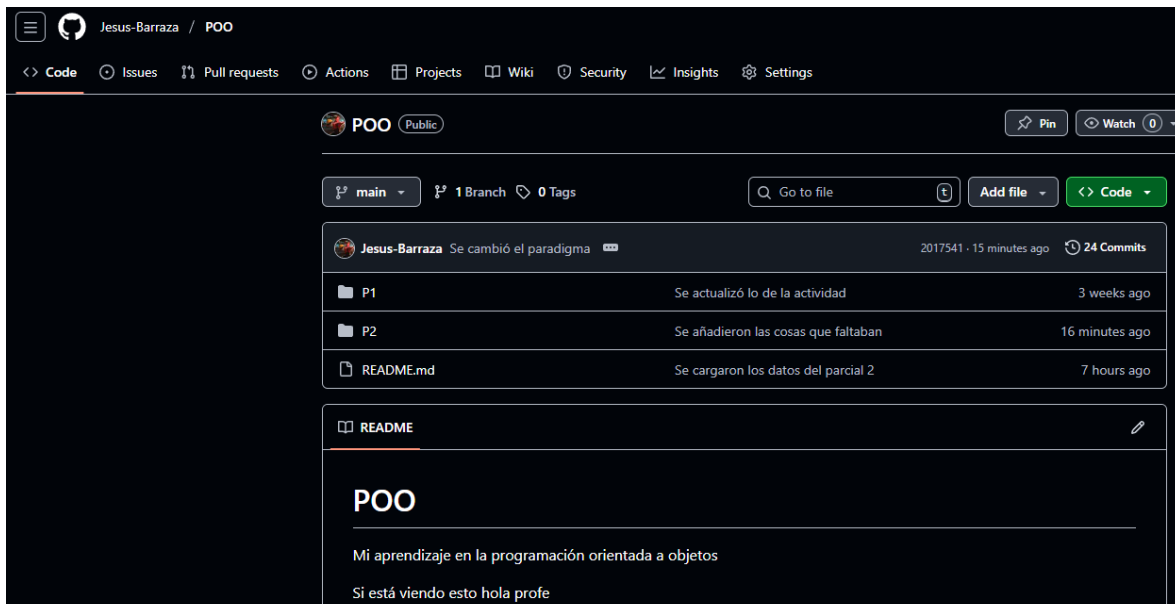 Jesus-Barraza / POO
<> Code Issues Pull requests Actions Projects Wiki Security Insights Settings
POO Public Pin Watch 0
main 1 Branch 0 Tags Go to file t Add file <> Code
Jesus-Barraza Se cambió el paradigma 2017541 · 15 minutes ago 24 Commits
P1 Se actualizó lo de la actividad 3 weeks ago
P2 Se añadieron las cosas que faltaban 16 minutes ago
README.md Se cargaron los datos del parcial 2 7 hours ago
README
POO
Mi aprendizaje en la programación orientada a objetos
Si está viendo esto hola profe